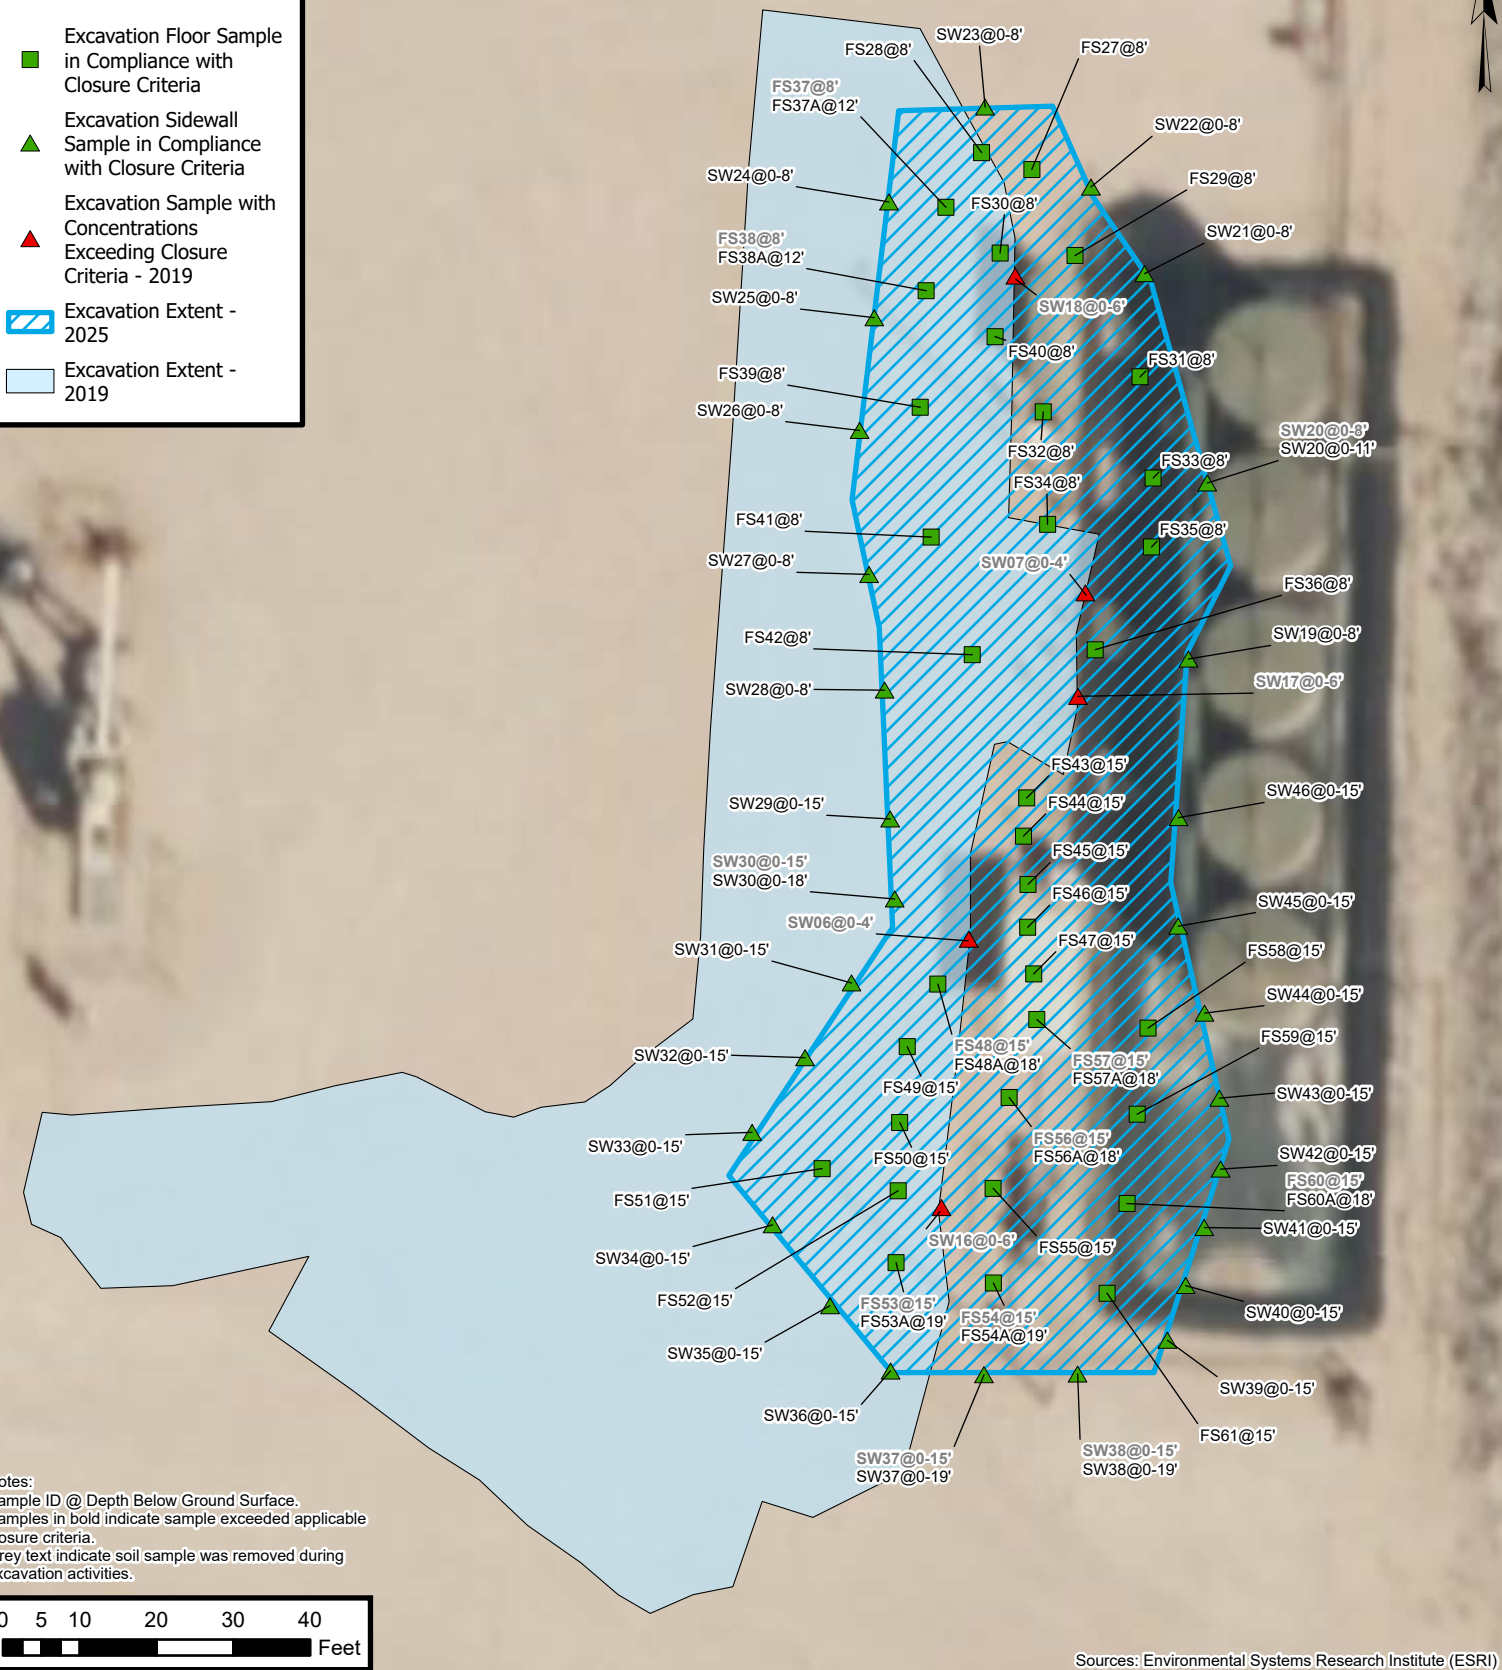 Excavation Floor Sample
in Compliance with
Closure Criteria
Excavation Sidewall
Sample in Compliance
with Closure Criteria
Excavation Sample with
Concentrations
Exceeding Closure
Criteria - 2019
Excavation Extent -
2025
Excavation Extent -
2019
SW23@0-8'
FS28@8'
FS27@8'
FS37@8'
FS37A@12'
SW22@0-8'
SW24@0-8'
FS29@8'
FS30@8'
SW21@0-8'
FS38@8'
FS38A@12'
SW25@0-8'
SW18@0-6'
FS40@8'
FS31@8'
FS39@8'
SW26@0-8'
SW20@0-8'
SW20@0-11'
FS32@8'
FS33@8'
FS34@8'
FS41@8'
FS35@8'
SW27@0-8'
SW07@0-4'
FS36@8'
FS42@8'
SW19@0-8'
SW28@0-8'
SW17@0-6'
FS43@15'
SW29@0-15'
FS44@15'
SW46@0-15'
FS45@15'
SW30@0-15'
SW30@0-18'
FS46@15'
SW45@0-15'
SW06@0-4'
FS47@15'
SW31@0-15'
FS58@15'
SW44@0-15'
FS48@15'
FS48A@18'
FS59@15'
SW32@0-15'
FS49@15'
FS57@15'
FS57A@18'
SW43@0-15'
SW33@0-15'
FS50@15'
FS56@15'
FS56A@18'
SW42@0-15'
FS60@15'
FS60A@18'
FS51@15'
SW41@0-15'
SW16@0-6'
FS55@15'
SW34@0-15'
FS52@15'
FS53@15'
FS53A@19'
FS54@15'
FS54A@19'
SW40@0-15'
SW35@0-15'
SW39@0-15'
SW36@0-15'
FS61@15'
SW37@0-15'
SW37@0-19'
SW38@0-15'
SW38@0-19'
otes:
ample ID @ Depth Below Ground Surface.
amples in bold indicate sample exceeded applicable
losure criteria.
rey text indicate soil sample was removed during
xcavation activities.
0 5 10 20 30 40
Feet
Sources: Environmental Systems Research Institute (ESRI)